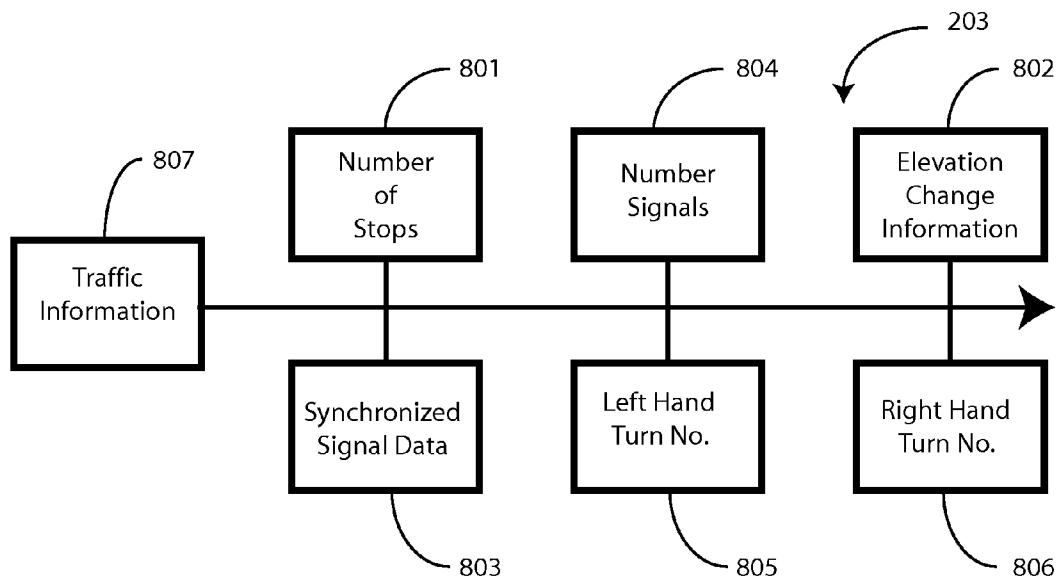 203
801
804
802
807
Number
of
Stops
Number
Signals
Elevation
Change
Information
Traffic
Information
Synchronized
Signal Data
Left Hand
Turn No.
Right Hand
Turn No.
803
805
806